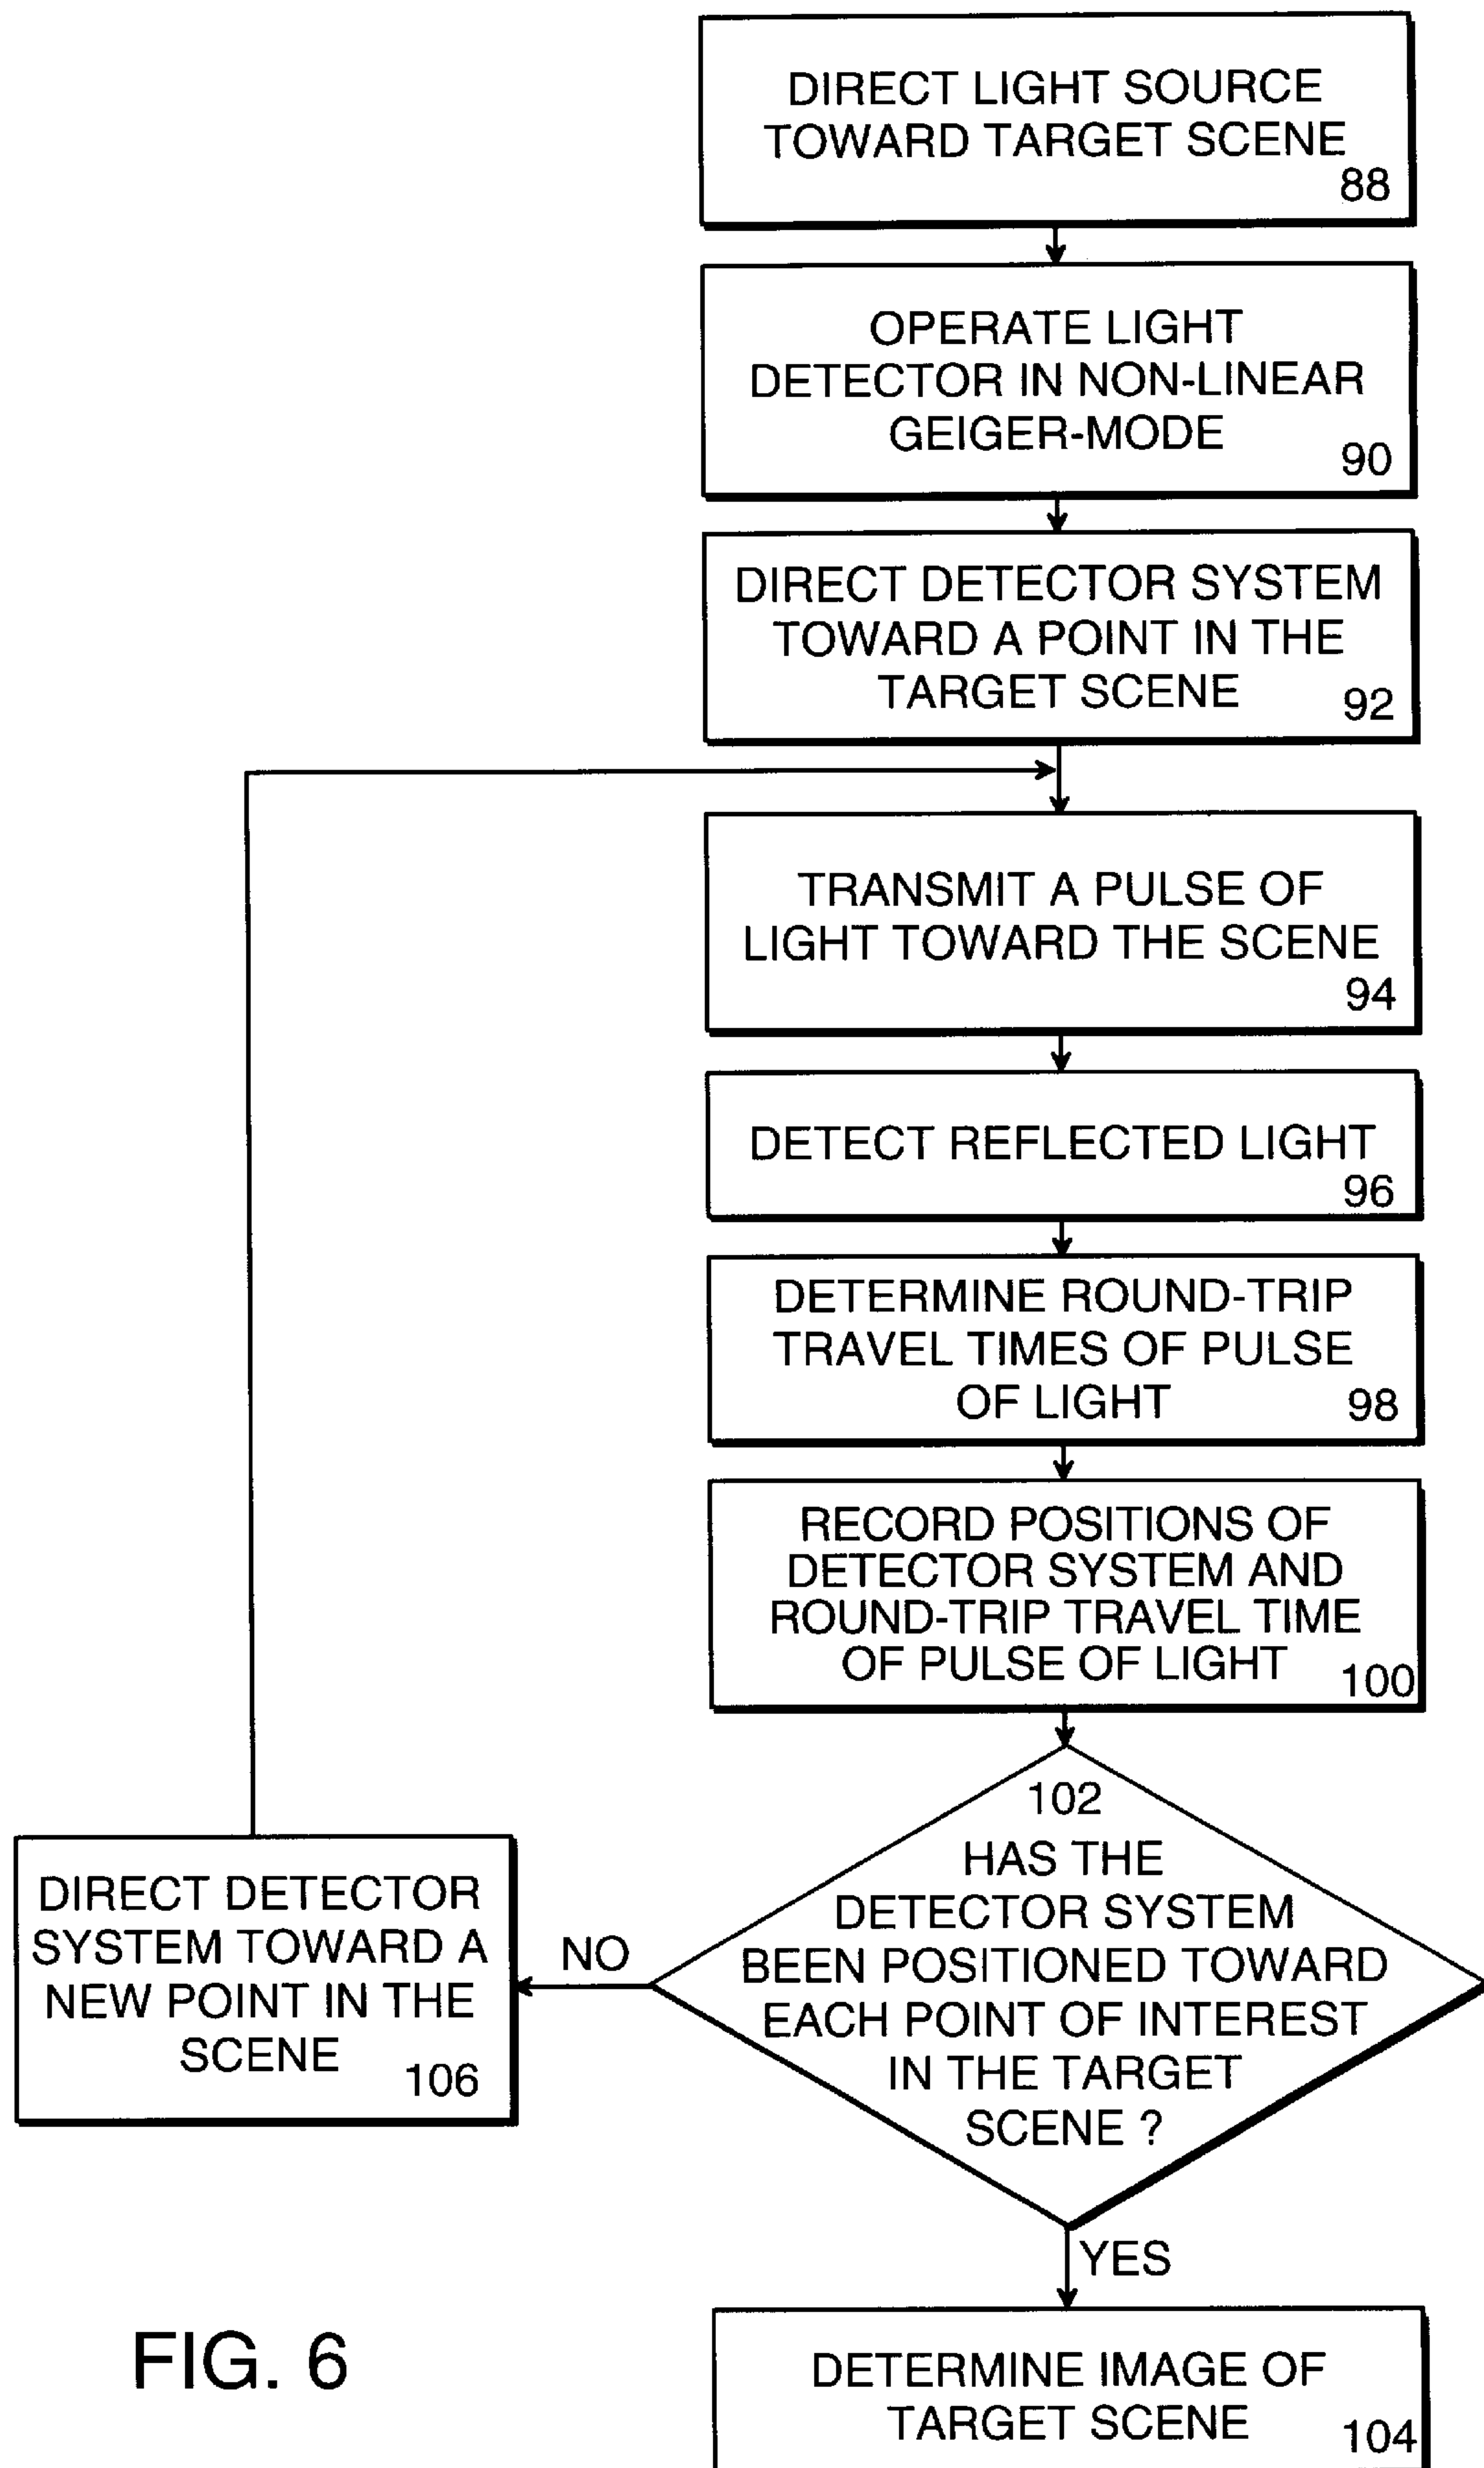 DIRECT LIGHT SOURCE
TOWARD TARGET SCENE
88
OPERATE LIGHT
DETECTOR IN NON-LINEAR
GEIGER-MODE
90
DIRECT DETECTOR SYSTEM
TOWARD A POINT IN THE
TARGET SCENE
92
TRANSMIT A PULSE OF
LIGHT TOWARD THE SCENE
94
DETECT REFLECTED LIGHT
96
DETERMINE ROUND-TRIP
TRAVEL TIMES OF PULSE
OF LIGHT
98
RECORD POSITIONS OF
DETECTOR SYSTEM AND
ROUND-TRIP TRAVEL TIME
OF PULSE OF LIGHT
100
102
HAS THE
DETECTOR SYSTEM
BEEN POSITIONED TOWARD
EACH POINT OF INTEREST
IN THE TARGET
SCENE ?
NO
DIRECT DETECTOR
SYSTEM TOWARD A
NEW POINT IN THE
SCENE
106
YES
DETERMINE IMAGE OF
TARGET SCENE
104
FIG. 6